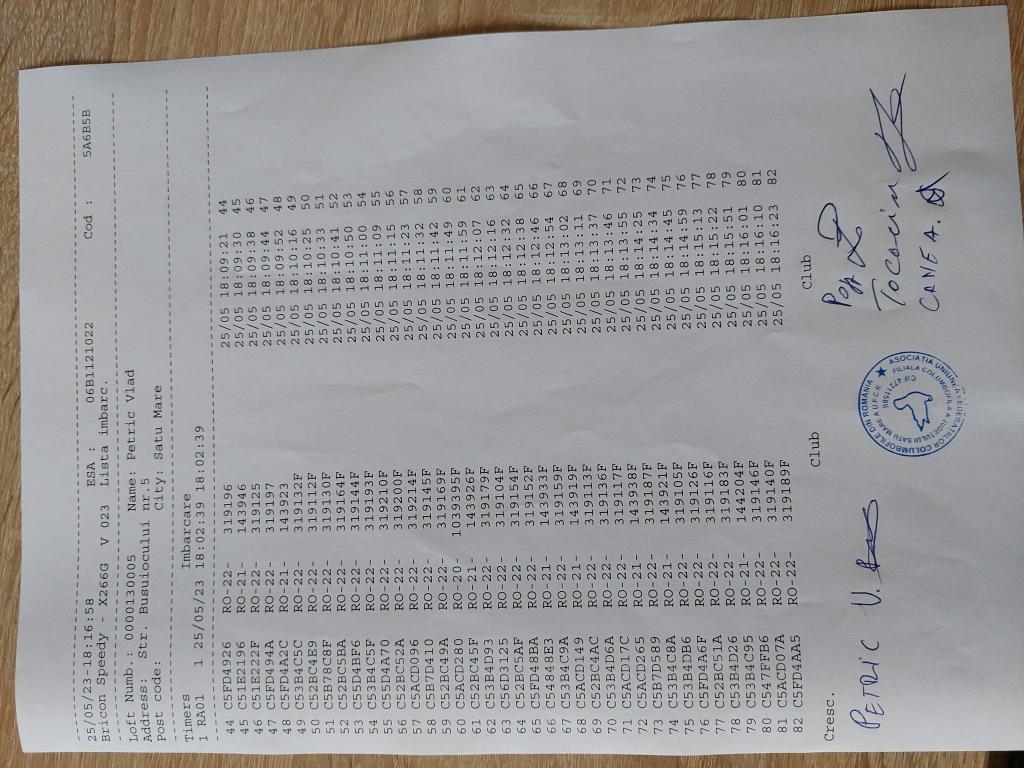 25/05/23-18:16:58 ESA : 06B1121022 Cod : 5A6B5B
Bricon Speedy - X266G V 023 Lista imbarc.
Loft Numb.: 0000130005 Name: Petric Vlad
Address: Str. Busuiocului nr.5
Post code: City: Satu Mare
Timers Imbarcare
1 RA01 1 25/05/23 18:02:39 18:02:39
44 C5FD4926 RO-22- 319196 25/05 18:09:21 44
45 C51E2196 RO-21- 143946 25/05 18:09:30 45
46 C51E222F RO-22- 319125 25/05 18:09:38 46
47 C5FD494A RO-22- 319197 25/05 18:09:44 47
48 C5FD4A2C RO-21- 143923 25/05 18:09:52 48
49 C53B4C5C RO-22- 319132F 25/05 18:10:16 49
50 C52BC4E9 RO-22- 319112F 25/05 18:10:25 50
51 C5B78C8F RO-22- 319130F 25/05 18:10:33 51
52 C52BC5BA RO-22- 319164F 25/05 18:10:41 52
53 C55D4BF6 RO-22- 319144F 25/05 18:10:50 53
54 C53B4C5F RO-22- 319193F 25/05 18:11:00 54
55 C55D4A70 RO-22- 319210F 25/05 18:11:09 55
56 C52BC52A RO-22- 319200F 25/05 18:11:15 56
57 C5ACD096 RO-22- 319214F 25/05 18:11:23 57
58 C5B7D410 RO-22- 319145F 25/05 18:11:32 58
59 C52BC49A RO-22- 319169F 25/05 18:11:42 59
60 C5ACD280 RO-20- 1039395F 25/05 18:11:49 60
61 C52BC45F RO-21- 143926F 25/05 18:11:59 61
62 C53B4D93 RO-22- 319179F 25/05 18:12:07 62
63 C56D3125 RO-22- 319104F 25/05 18:12:16 63
64 C52BC5AF RO-22- 319154F 25/05 18:12:32 64
65 C5FD48BA RO-22- 319152F 25/05 18:12:38 65
66 C54848E3 RO-21- 143933F 25/05 18:12:46 66
67 C53B4C9A RO-22- 319159F 25/05 18:12:54 67
68 C5ACD149 RO-21- 143919F 25/05 18:13:02 68
69 C52BC4AC RO-22- 319113F 25/05 18:13:11 69
70 C53B4D6A RO-22- 319136F 25/05 18:13:37 70
71 C5ACD17C RO-22- 319117F 25/05 18:13:46 71
72 C5ACD265 RO-21- 143938F 25/05 18:13:55 72
73 C5B7D589 RO-22- 319187F 25/05 18:14:25 73
74 C53B4C8A RO-21- 143921F 25/05 18:14:34 74
75 C53B4DB6 RO-22- 319105F 25/05 18:14:45 75
76 C5FD4A6F RO-22- 319126F 25/05 18:14:59 76
77 C52BC51A RO-22- 319116F 25/05 18:15:13 77
78 C53B4D26 RO-22- 319183F 25/05 18:15:22 78
79 C53B4C95 RO-21- 144204F 25/05 18:15:51 79
80 C547FFB6 RO-22- 319146F 25/05 18:16:01 80
81 C5ACD07A RO-22- 319140F 25/05 18:16:10 81
82 C5FD4AA5 RO-22- 319189F 25/05 18:16:23 82
Cresc. Club Club
PETRIC V.
POP
CANEA.
ASOCIATIA UNIUNEA FEDERATIILOR COLUMBOFILE DIN ROMANIA
FILIALA COLUMBOFILA A JUDETULUI SATU MARE A U.F.C.R.